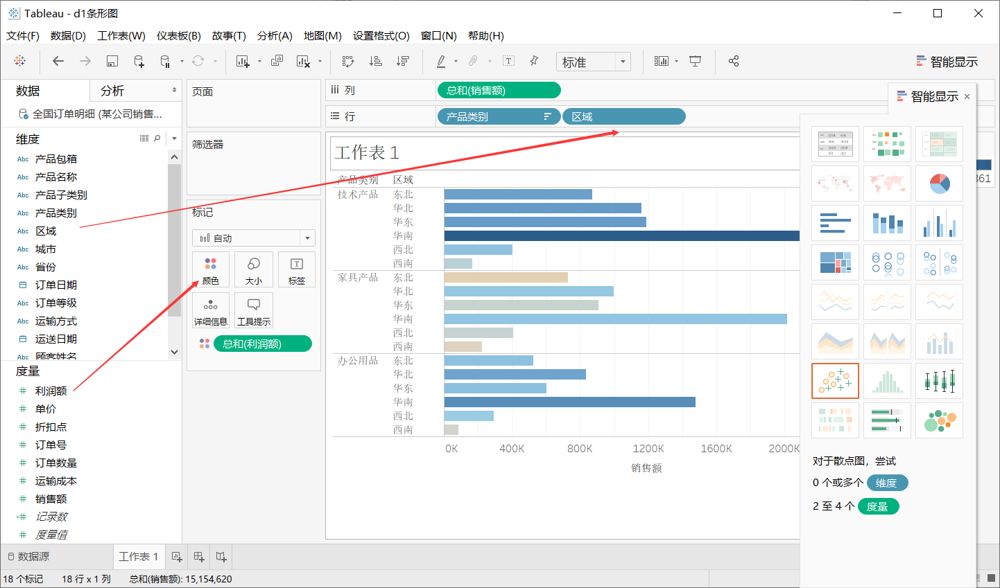 Tableau - d1条形图
文件(F) 数据(D) 工作表(W) 仪表板(B) 故事(T) 分析(A) 地图(M) 设置格式(O) 窗口(N) 帮助(H)
标准
智能显示
数据 分析
全国订单明细 (某公司销售...
维度
Abc 产品包箱
Abc 产品名称
Abc 产品子类别
Abc 产品类别
Abc 区域
Abc 城市
Abc 省份
订单日期
Abc 订单等级
Abc 运输方式
运送日期
Abc 顾客姓名
度量
# 利润额
# 单价
# 折扣点
# 订单号
# 订单数量
# 运输成本
# 销售额
=# 记录数
# 度量值
页面
筛选器
标记
自动
颜色 大小 标签
详细信息 工具提示
总和(利润额)
列 总和(销售额)
行 产品类别 区域
工作表 1
产品类别 区域
技术产品 东北
华北
华东
华南
西北
西南
家具产品 东北
华北
华东
华南
西北
西南
办公用品 东北
华北
华东
华南
西北
西南
0K 400K 800K 1200K 1600K 2000K
销售额
智能显示 ×
861
对于散点图，尝试
0 个或多个 维度
2 至 4 个 度量
数据源 工作表 1
18 个标记 18 行 x 1 列 总和(销售额): 15,154,620